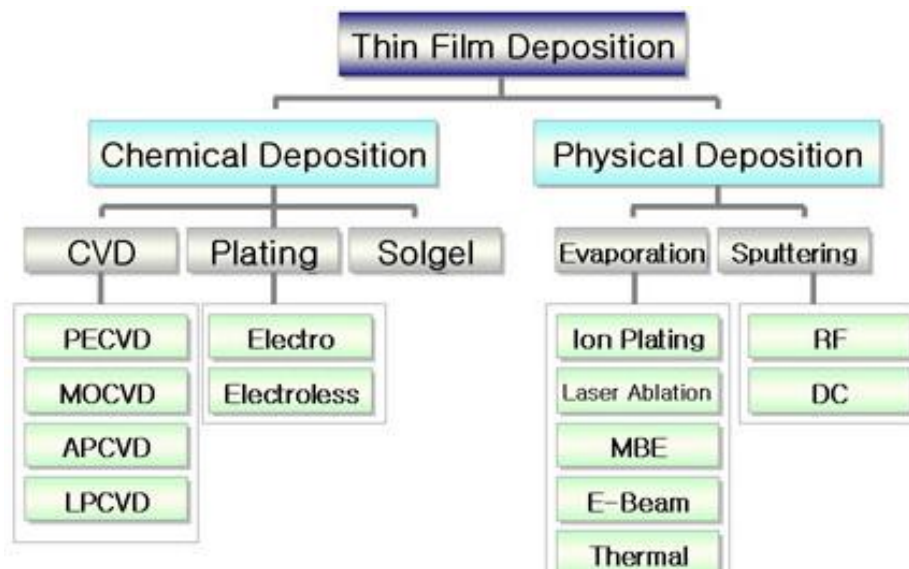 Thin Film Deposition
Chemical Deposition
Physical Deposition
CVD
Plating
Solgel
Evaporation
Sputtering
PECVD
MOCVD
APCVD
LPCVD
Electro
Electroless
Ion Plating
Laser Ablation
MBE
E-Beam
Thermal
RF
DC